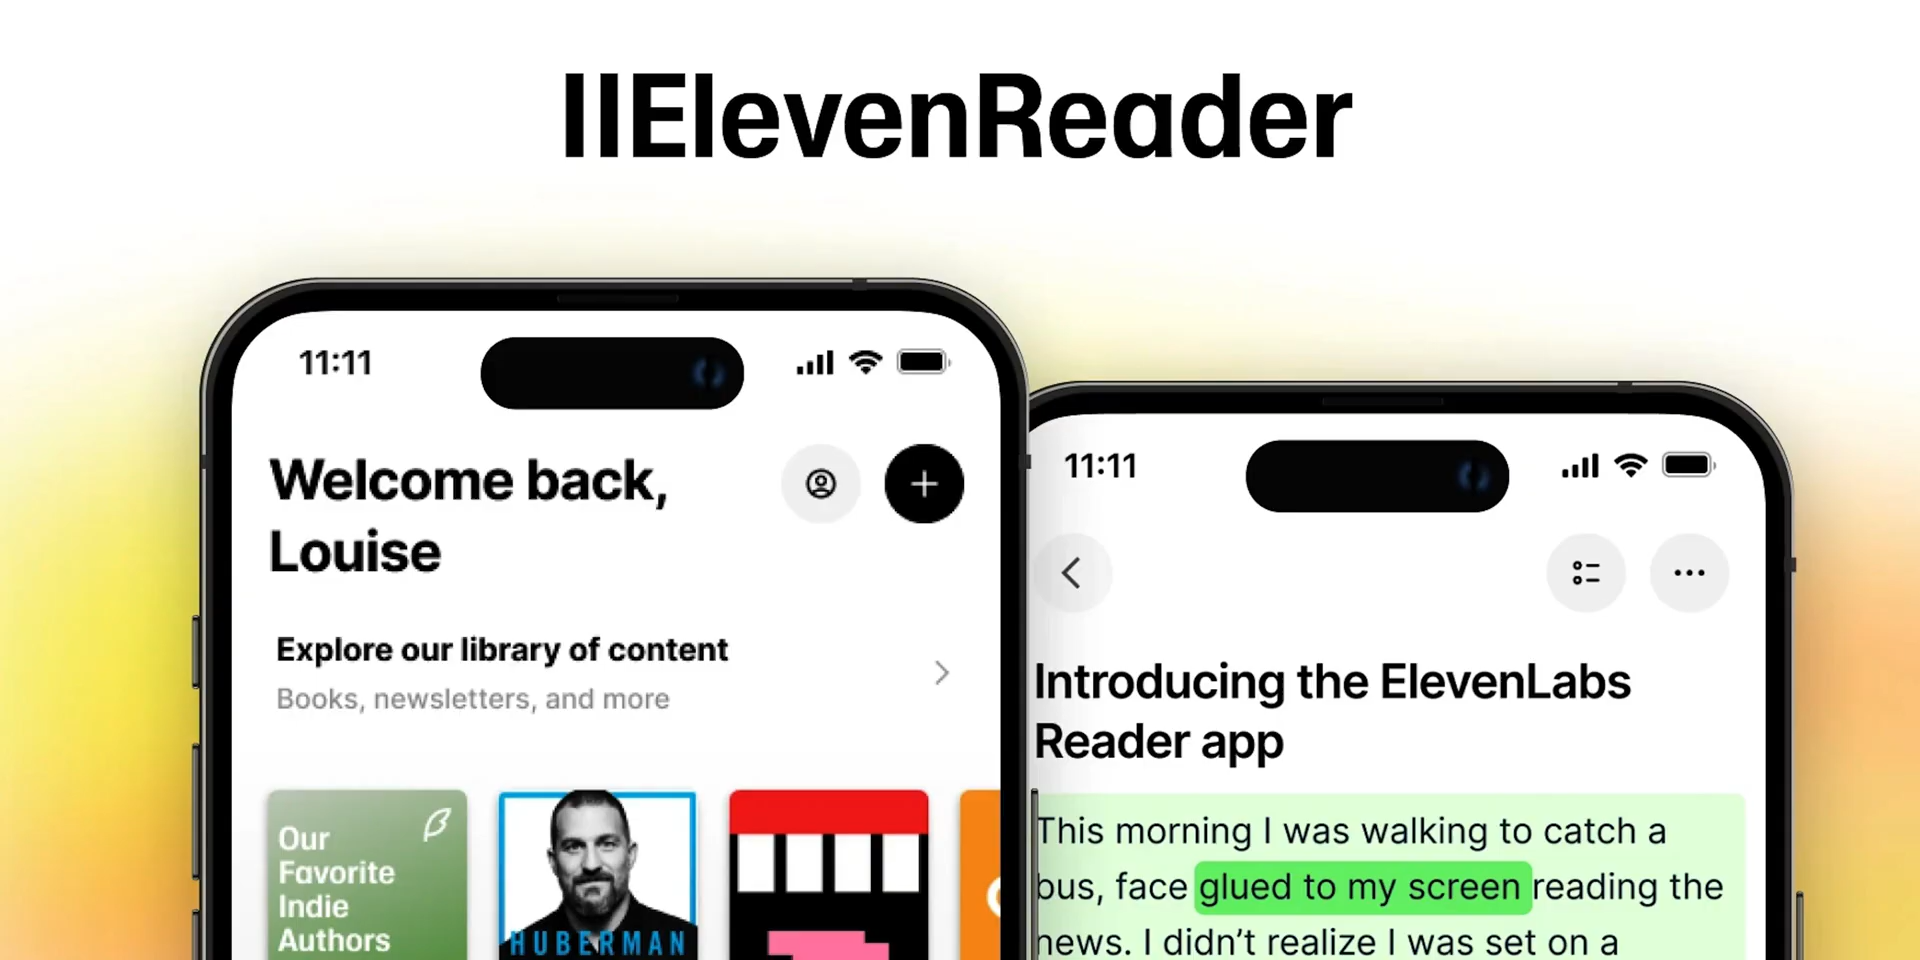 IIElevenReader
11:11
Welcome back,
Louise
Explore our library of content
Books, newsletters, and more
Our
Favorite
Indie
Authors
HUBERMAN
11:11
Introducing the ElevenLabs
Reader app
This morning I was walking to catch a
bus, face glued to my screen reading the
news. I didn't realize I was set on a